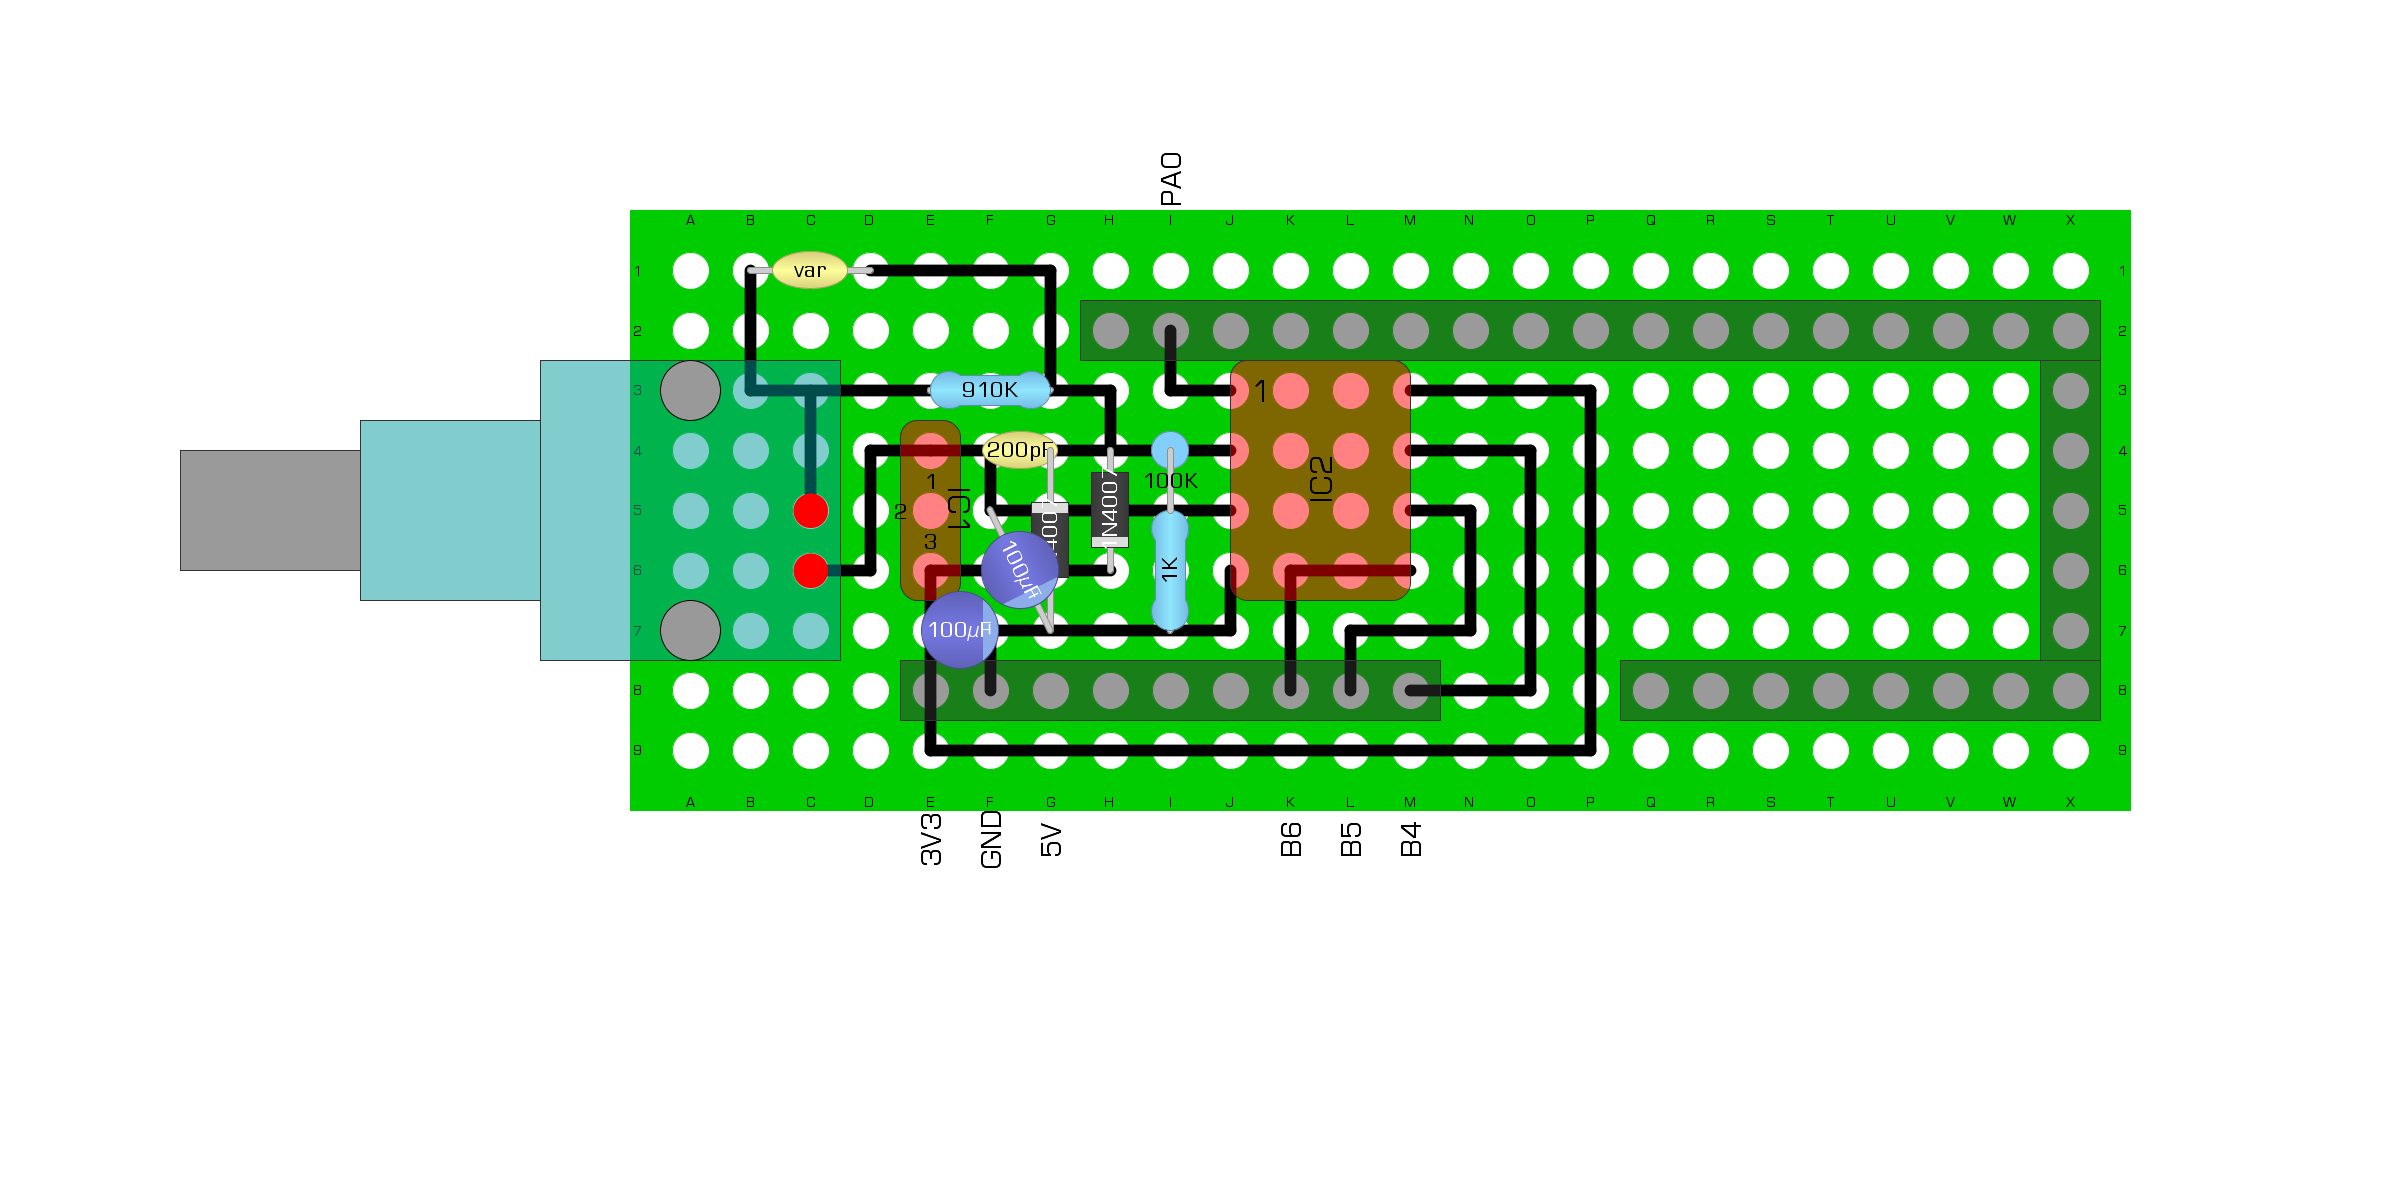 PA0
A B C D E F G H I J K L M N O P Q R S T U V W X
1 var 1
2 2
3 910K 1 3
4 200pF 4
1
100K
IC2
5 2 IC1 1N4007 5
3
100µF
6 1K 6
7 100µF 7
8 8
9 9
A B C D E F G H I J K L M N O P Q R S T U V W X
3V3 GND 5V B6 B5 B4